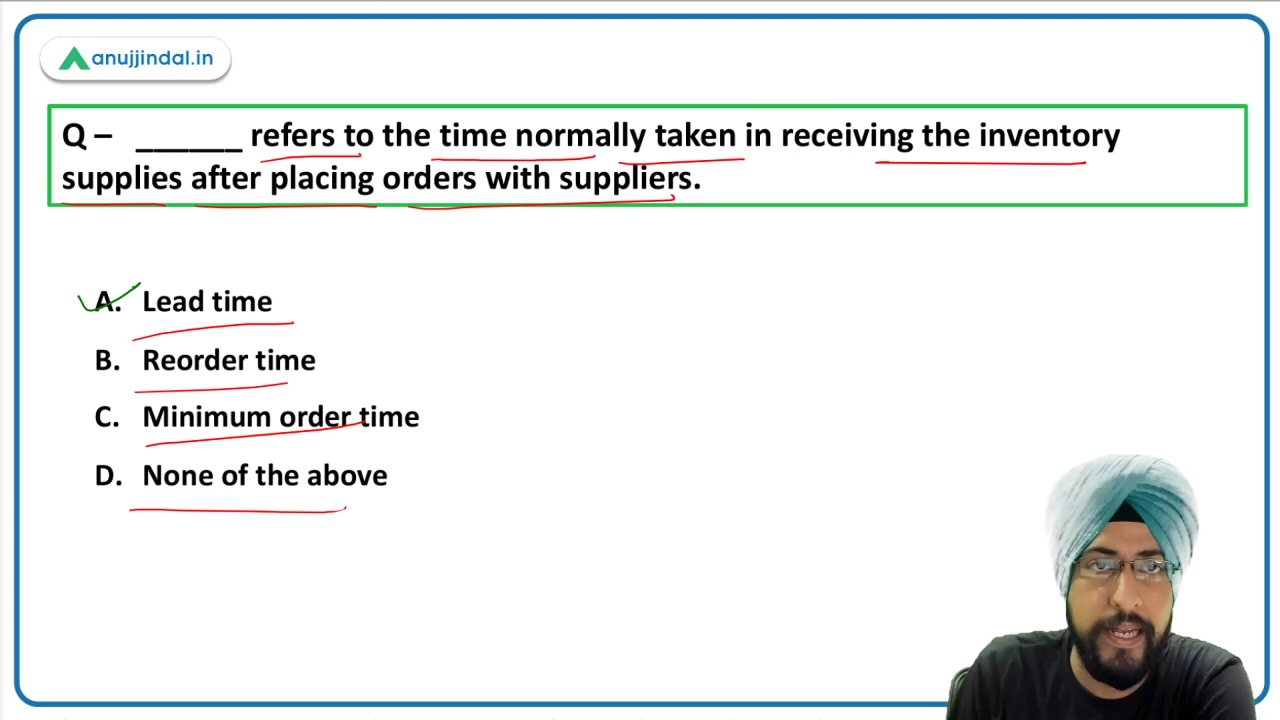 anujjindal.in
Q – ______ refers to the time normally taken in receiving the inventory
supplies after placing orders with suppliers.
A. Lead time
B. Reorder time
C. Minimum order time
D. None of the above